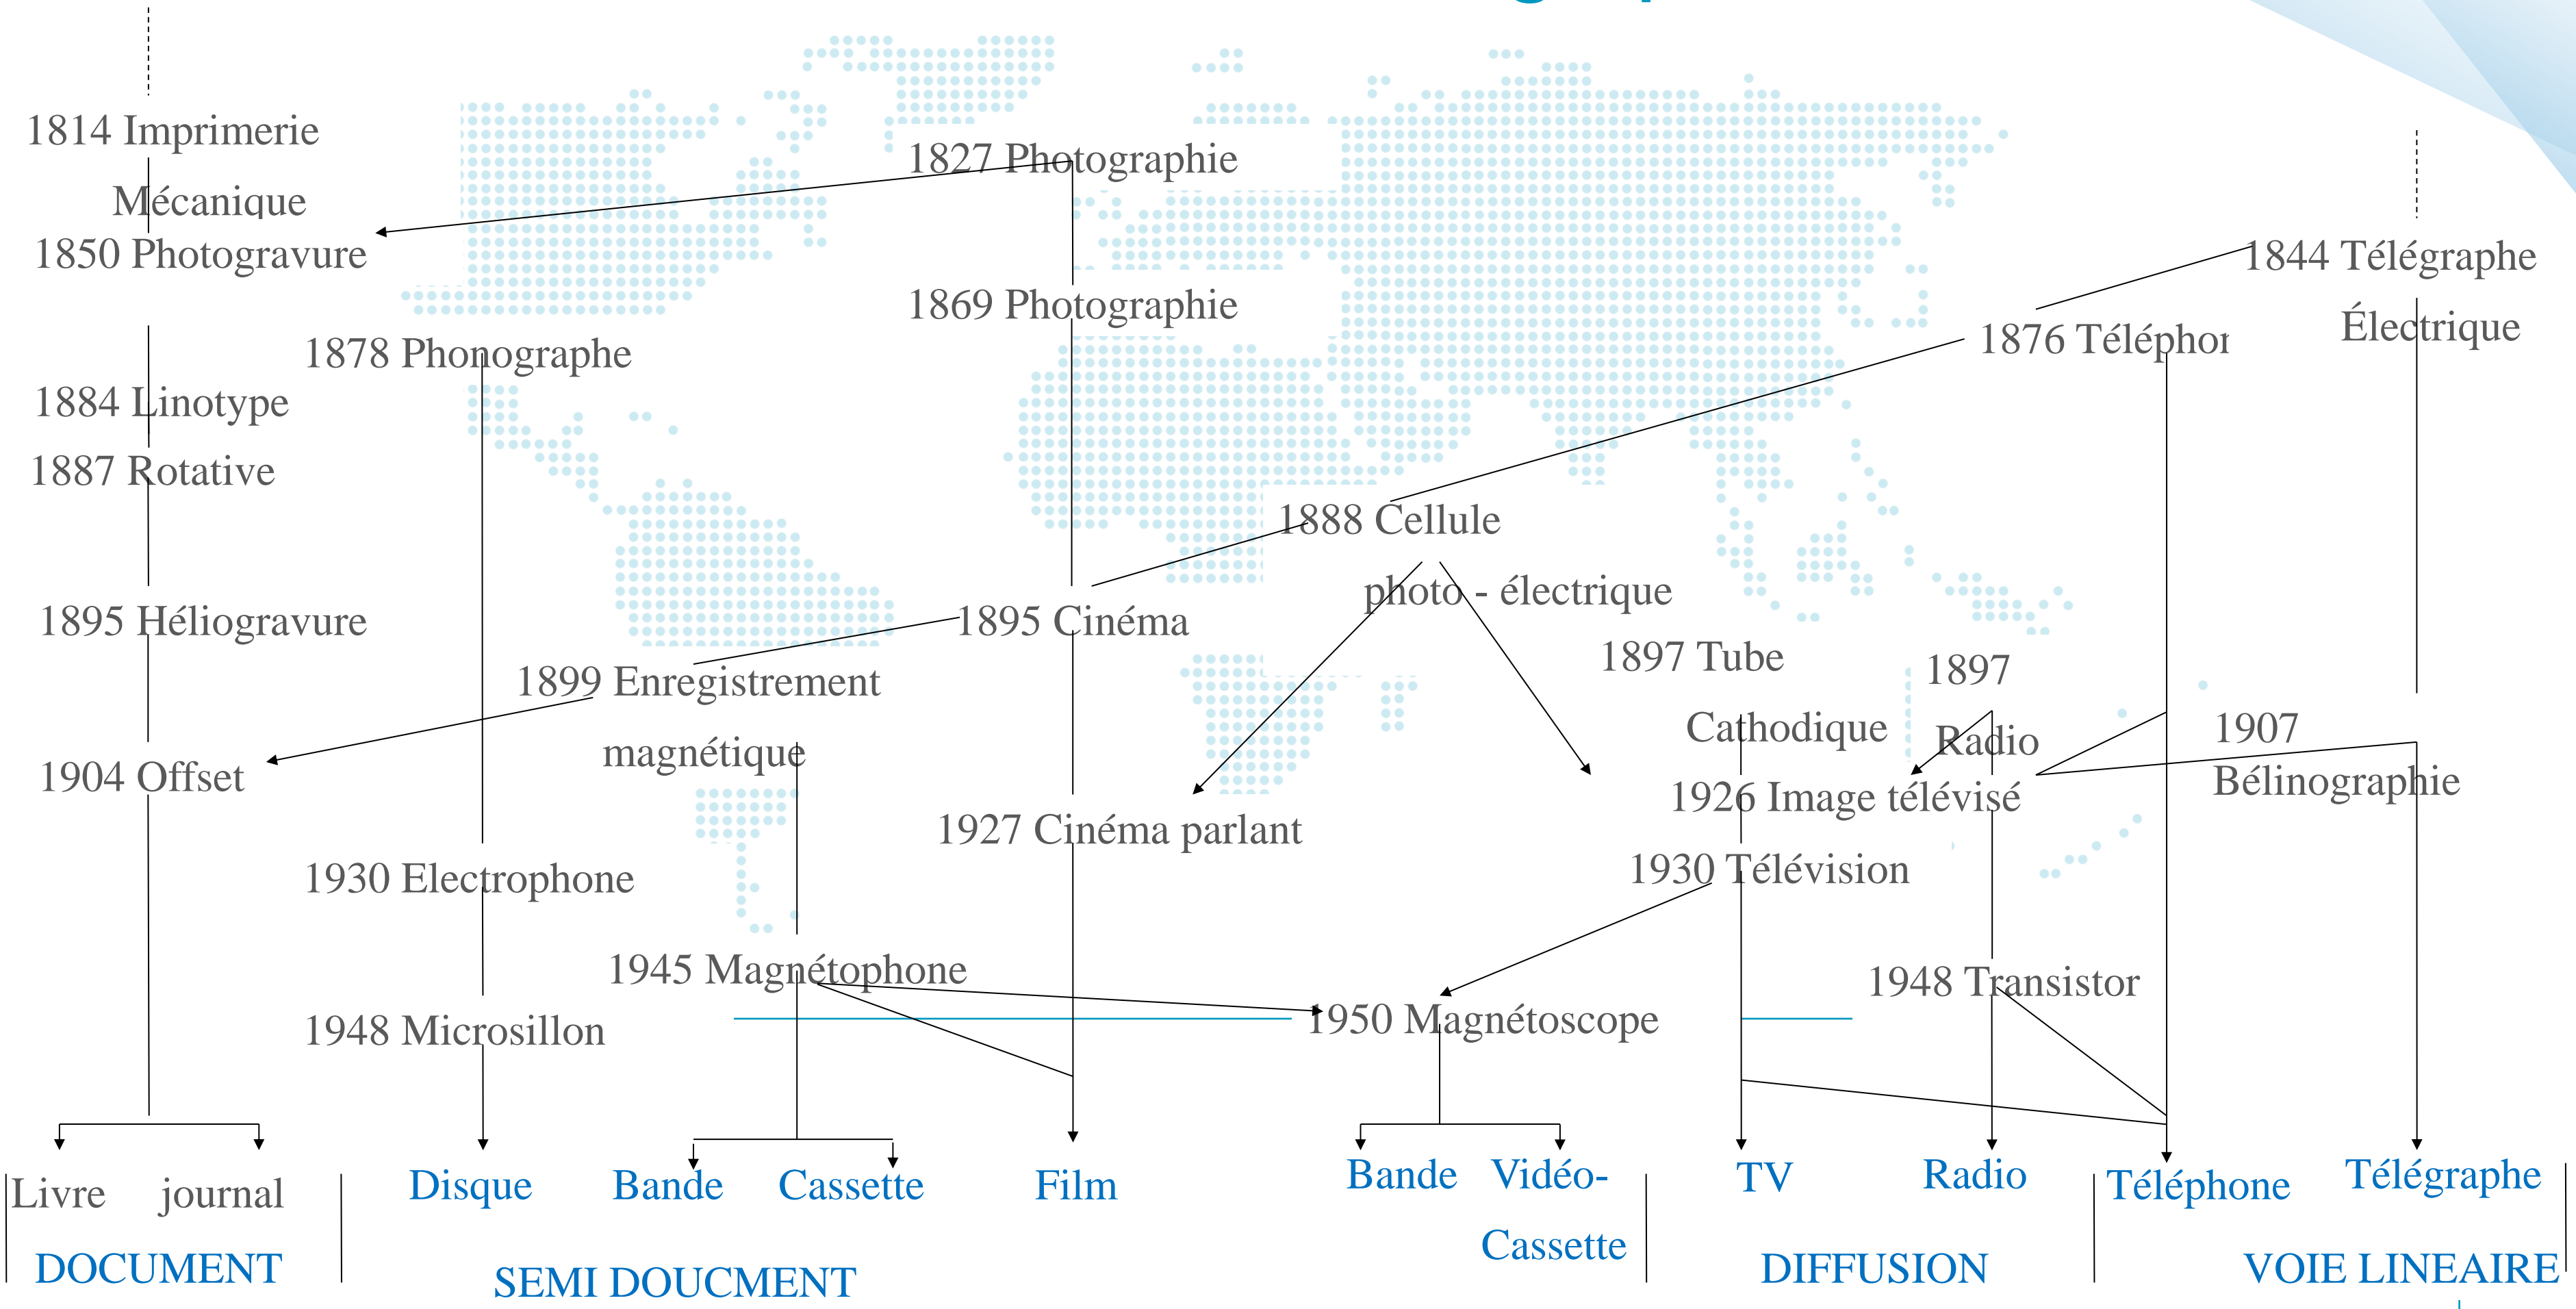 1814 Imprimerie
Mécanique
1827 Photographie
1850 Photogravure
1844 Télégraphe
Électrique
1869 Photographie
1876 Téléphon
1878 Phonographe
1884 Linotype
1887 Rotative
1888 Cellule
photo - électrique
1895 Héliogravure
1895 Cinéma
1897 Tube
Cathodique
1897
Radio
1899 Enregistrement
magnétique
1907
Bélinographie
1904 Offset
1926 Image télévisé
1927 Cinéma parlant
1930 Electrophone
1930 Télévision
1945 Magnétophone
1948 Transistor
1948 Microsillon
1950 Magnétoscope
Livre journal
Disque
Bande Cassette
Film
Bande Vidéo-
Cassette
TV
Radio
Téléphone
Télégraphe
DOCUMENT
SEMI DOUCMENT
DIFFUSION
VOIE LINEAIRE